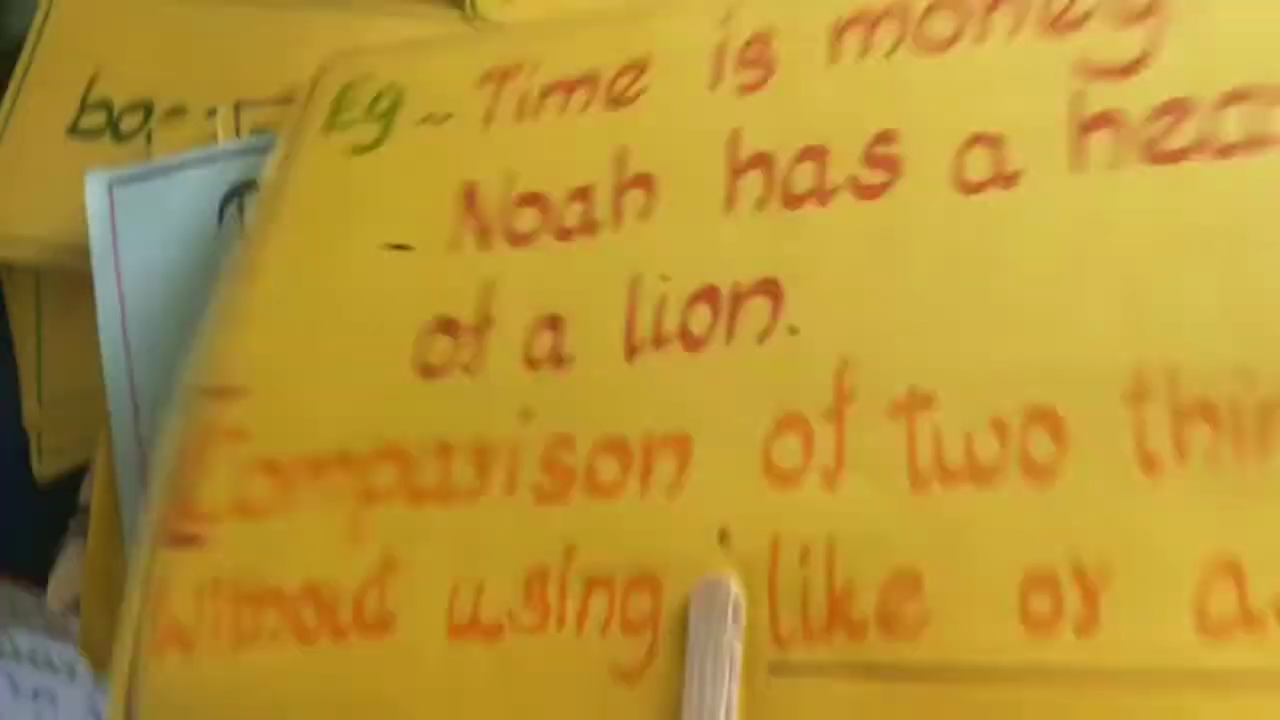 Eg ~ Time is money
- Noah has a
of a lion.
Comparison of two
using like or